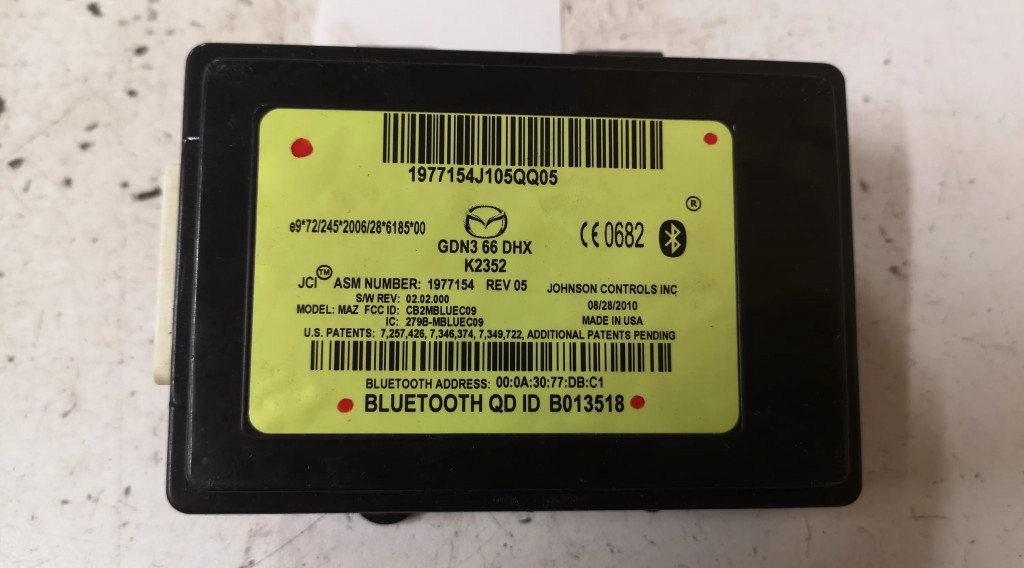 1977154J105QQ05
®
e9*72/245*2006/28*6185*00
CE 0682
GDN3 66 DHX
K2352
JCI™ ASM NUMBER: 1977154 REV 05
JOHNSON CONTROLS INC
S/W REV: 02.02.000
08/28/2010
MODEL: MAZ FCC ID: CB2MBLUEC09
IC: 279B-MBLUEC09
MADE IN USA
U.S. PATENTS: 7,257,426, 7,346,374, 7,349,722, ADDITIONAL PATENTS PENDING
BLUETOOTH ADDRESS: 00:0A:30:77:DB:C1
BLUETOOTH QD ID B013518